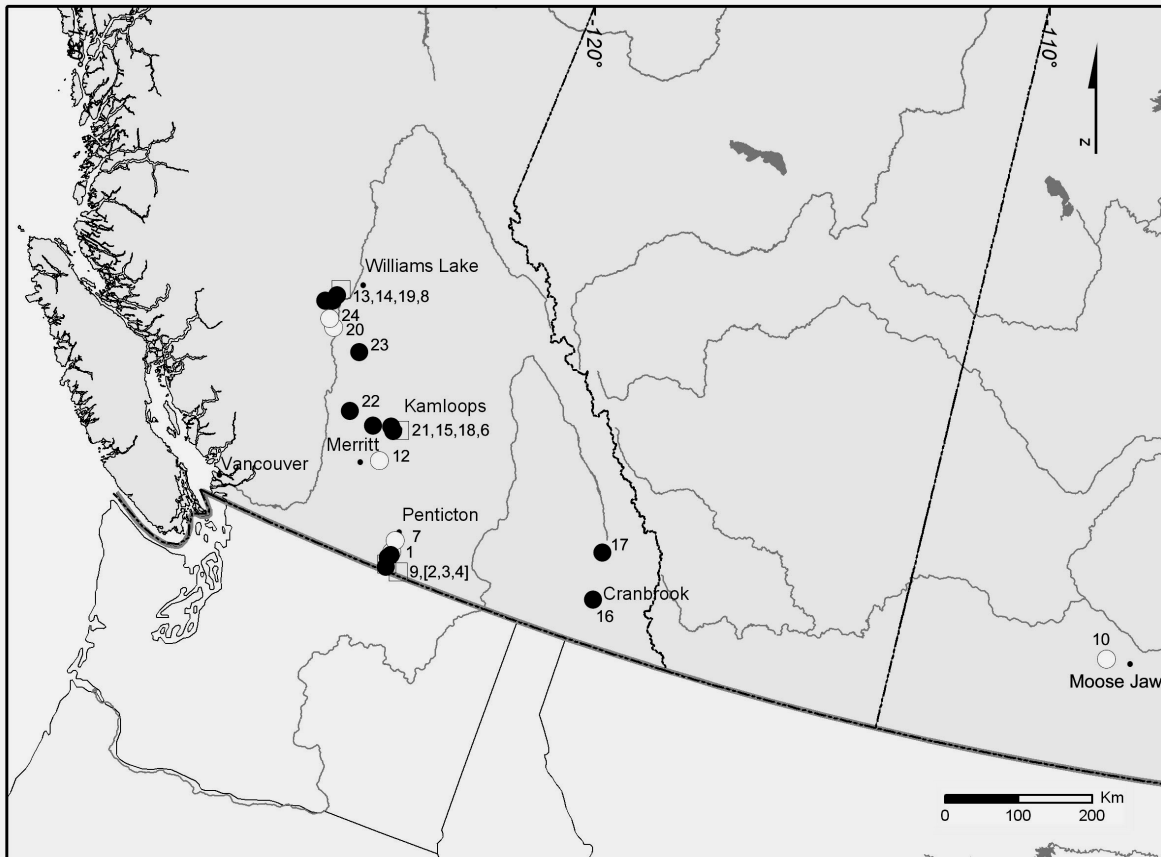 120°
110°
z
Williams Lake
13,14,19,8
24
20
23
22
Kamloops
21,15,18,6
Merritt
12
Vancouver
Penticton
7
1
9,[2,3,4]
17
Cranbrook
16
10
Moose Jaw
Km
0 100 200